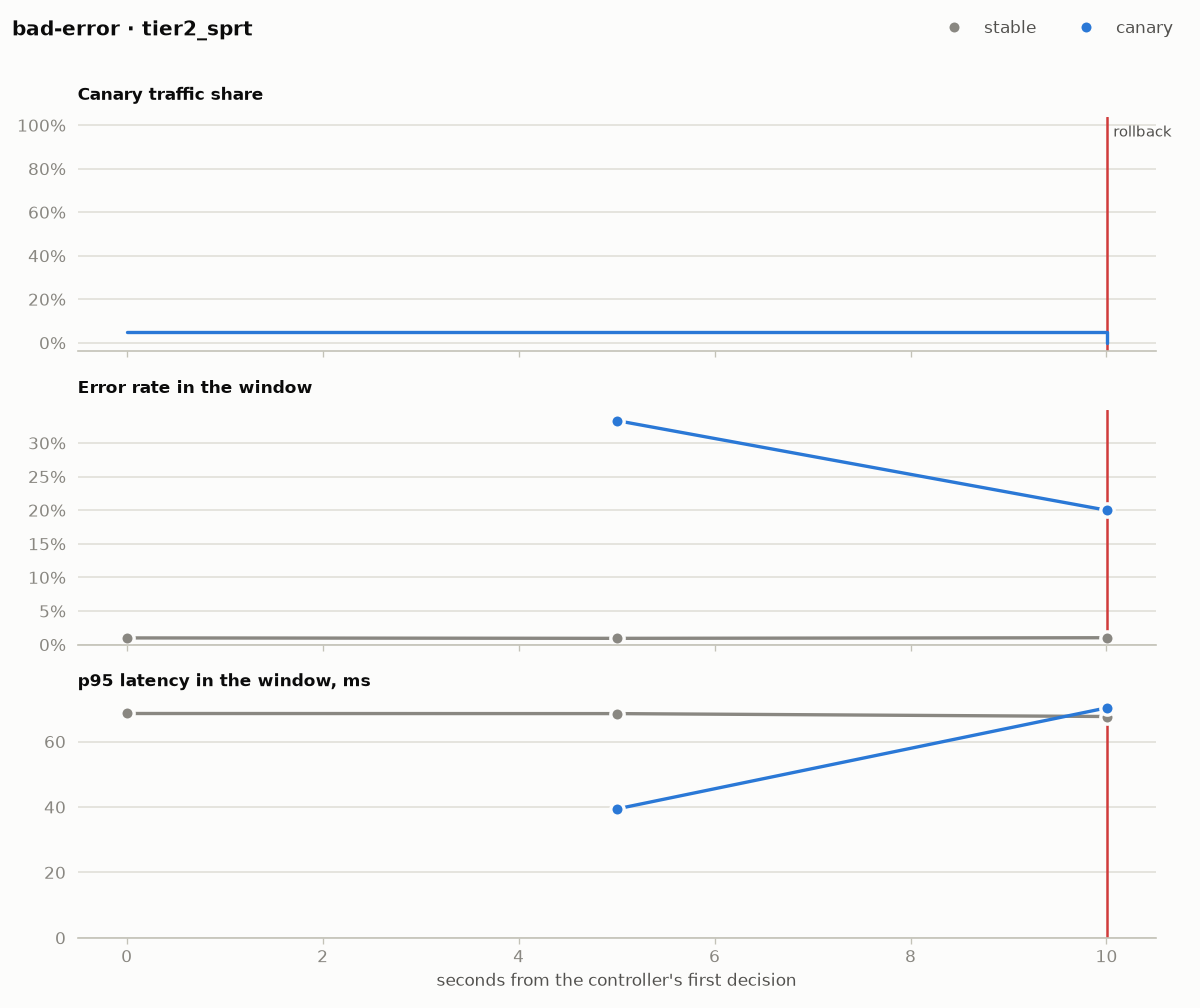 bad-error · tier2_sprt
stable
canary
Canary traffic share
100%
rollback
80%
60%
40%
20%
0%
Error rate in the window
30%
25%
20%
15%
10%
5%
0%
p95 latency in the window, ms
60
40
20
0
0 2 4 6 8 10
seconds from the controller's first decision